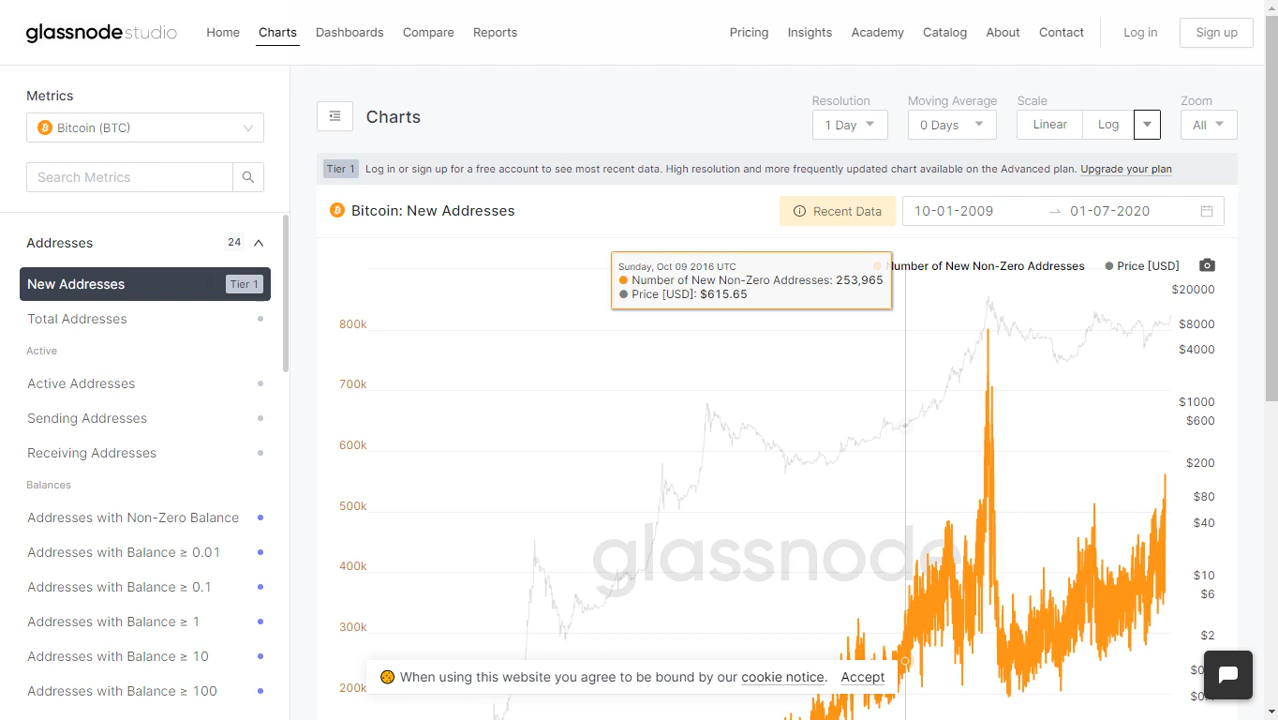 glassnode studio
Home Charts Dashboards Compare Reports
Pricing Insights Academy Catalog About Contact Log in Sign up
Metrics
Bitcoin (BTC)
Search Metrics
Addresses 24
New Addresses Tier 1
Total Addresses
Active
Active Addresses
Sending Addresses
Receiving Addresses
Balances
Addresses with Non-Zero Balance
Addresses with Balance ≥ 0.01
Addresses with Balance ≥ 0.1
Addresses with Balance ≥ 1
Addresses with Balance ≥ 10
Addresses with Balance ≥ 100
Charts
Resolution Moving Average Scale Zoom
1 Day 0 Days Linear Log All
Tier 1 Log in or sign up for a free account to see most recent data. High resolution and more frequently updated chart available on the Advanced plan. Upgrade your plan
Bitcoin: New Addresses
Recent Data
10-01-2009 → 01-07-2020
Sunday, Oct 09 2016 UTC
Number of New Non-Zero Addresses: 253,965
Price [USD]: $615.65
Number of New Non-Zero Addresses Price [USD]
800k
700k
600k
500k
400k
300k
200k
$20000
$8000
$4000
$1000
$600
$200
$80
$40
$10
$6
$2
glassnode
When using this website you agree to be bound by our cookie notice. Accept